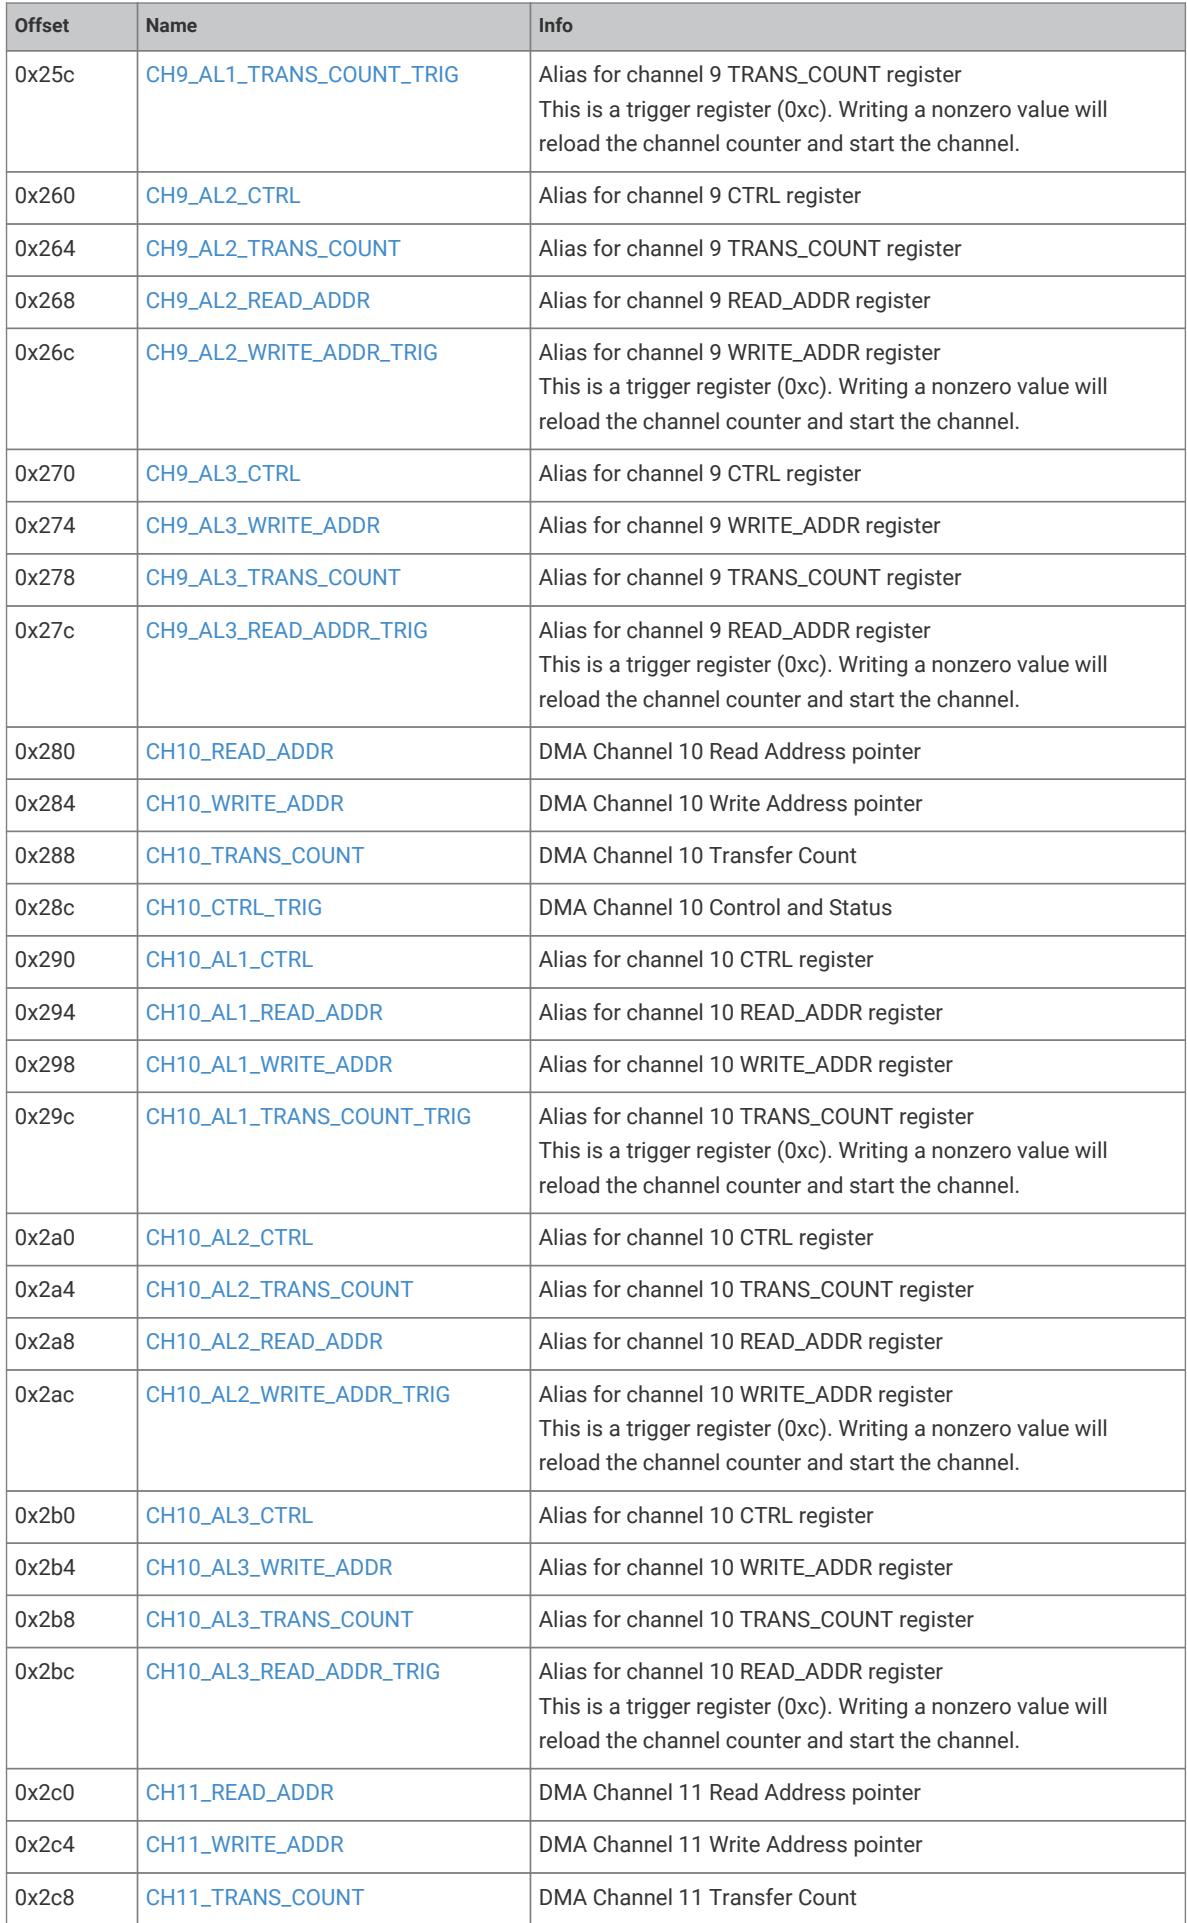 Offset Name Info
0x25c CH9_AL1_TRANS_COUNT_TRIG Alias for channel 9 TRANS_COUNT register
This is a trigger register (0xc). Writing a nonzero value will
reload the channel counter and start the channel.
0x260 CH9_AL2_CTRL Alias for channel 9 CTRL register
0x264 CH9_AL2_TRANS_COUNT Alias for channel 9 TRANS_COUNT register
0x268 CH9_AL2_READ_ADDR Alias for channel 9 READ_ADDR register
0x26c CH9_AL2_WRITE_ADDR_TRIG Alias for channel 9 WRITE_ADDR register
This is a trigger register (0xc). Writing a nonzero value will
reload the channel counter and start the channel.
0x270 CH9_AL3_CTRL Alias for channel 9 CTRL register
0x274 CH9_AL3_WRITE_ADDR Alias for channel 9 WRITE_ADDR register
0x278 CH9_AL3_TRANS_COUNT Alias for channel 9 TRANS_COUNT register
0x27c CH9_AL3_READ_ADDR_TRIG Alias for channel 9 READ_ADDR register
This is a trigger register (0xc). Writing a nonzero value will
reload the channel counter and start the channel.
0x280 CH10_READ_ADDR DMA Channel 10 Read Address pointer
0x284 CH10_WRITE_ADDR DMA Channel 10 Write Address pointer
0x288 CH10_TRANS_COUNT DMA Channel 10 Transfer Count
0x28c CH10_CTRL_TRIG DMA Channel 10 Control and Status
0x290 CH10_AL1_CTRL Alias for channel 10 CTRL register
0x294 CH10_AL1_READ_ADDR Alias for channel 10 READ_ADDR register
0x298 CH10_AL1_WRITE_ADDR Alias for channel 10 WRITE_ADDR register
0x29c CH10_AL1_TRANS_COUNT_TRIG Alias for channel 10 TRANS_COUNT register
This is a trigger register (0xc). Writing a nonzero value will
reload the channel counter and start the channel.
0x2a0 CH10_AL2_CTRL Alias for channel 10 CTRL register
0x2a4 CH10_AL2_TRANS_COUNT Alias for channel 10 TRANS_COUNT register
0x2a8 CH10_AL2_READ_ADDR Alias for channel 10 READ_ADDR register
0x2ac CH10_AL2_WRITE_ADDR_TRIG Alias for channel 10 WRITE_ADDR register
This is a trigger register (0xc). Writing a nonzero value will
reload the channel counter and start the channel.
0x2b0 CH10_AL3_CTRL Alias for channel 10 CTRL register
0x2b4 CH10_AL3_WRITE_ADDR Alias for channel 10 WRITE_ADDR register
0x2b8 CH10_AL3_TRANS_COUNT Alias for channel 10 TRANS_COUNT register
0x2bc CH10_AL3_READ_ADDR_TRIG Alias for channel 10 READ_ADDR register
This is a trigger register (0xc). Writing a nonzero value will
reload the channel counter and start the channel.
0x2c0 CH11_READ_ADDR DMA Channel 11 Read Address pointer
0x2c4 CH11_WRITE_ADDR DMA Channel 11 Write Address pointer
0x2c8 CH11_TRANS_COUNT DMA Channel 11 Transfer Count